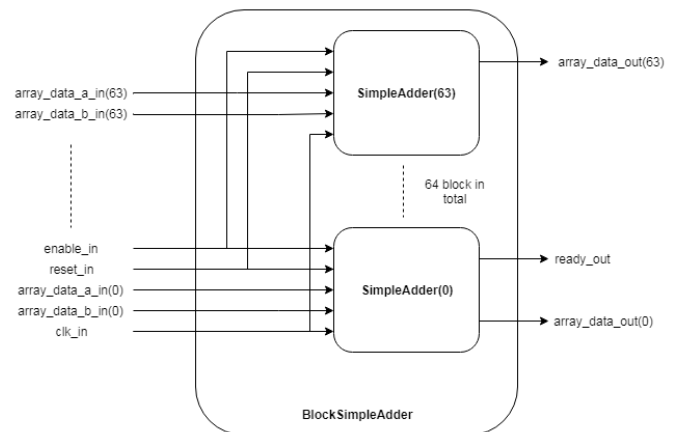 SimpleAdder(63)
array_data_out(63)
array_data_a_in(63)
array_data_b_in(63)
64 block in
total
enable_in
reset_in
array_data_a_in(0)
array_data_b_in(0)
clk_in
SimpleAdder(0)
ready_out
array_data_out(0)
BlockSimpleAdder